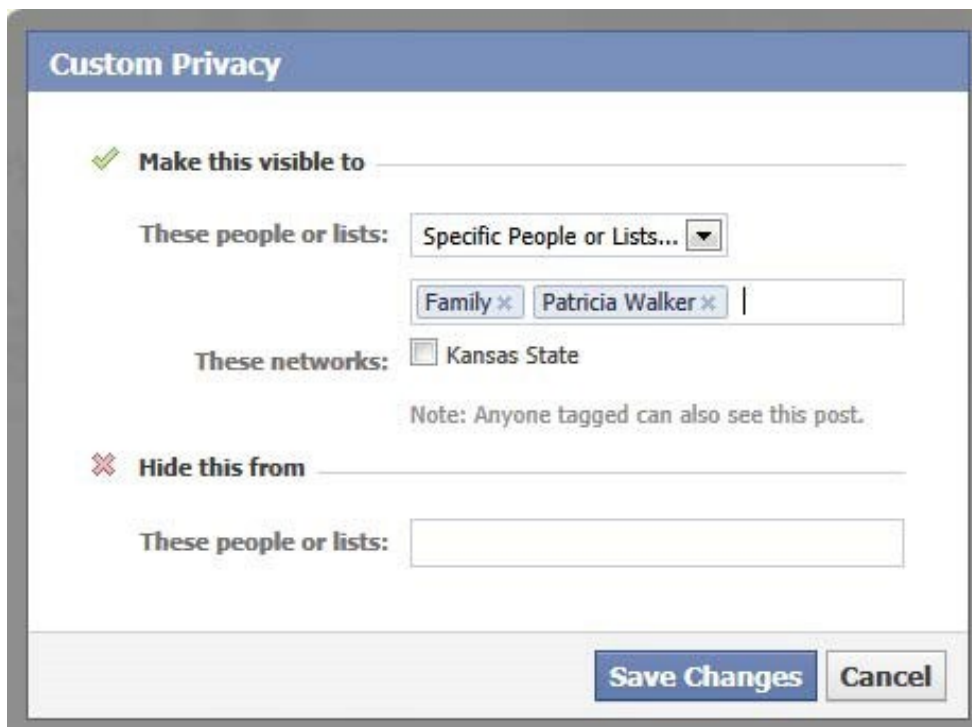 Custom Privacy
Make this visible to
These people or lists: Specific People or Lists...
Family Patricia Walker
These networks: Kansas State
Note: Anyone tagged can also see this post.
Hide this from
These people or lists:
Save Changes Cancel